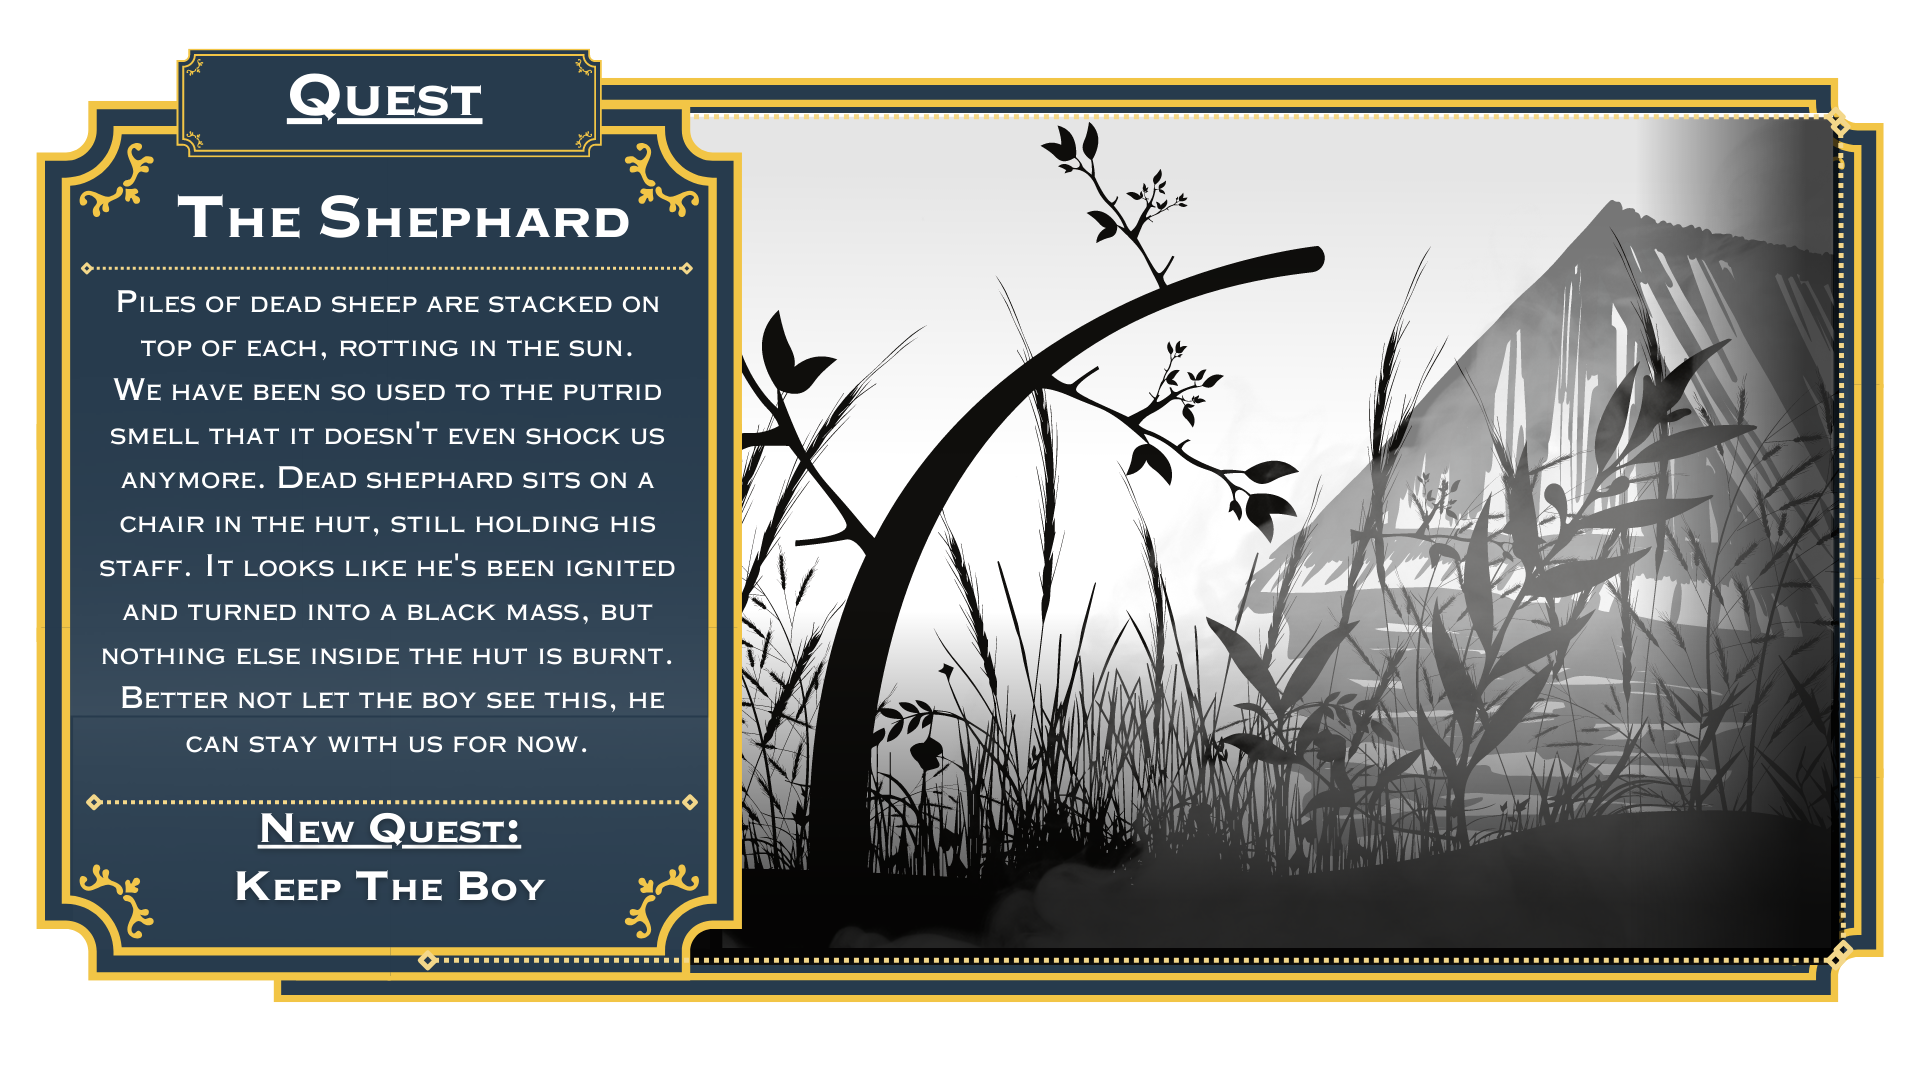 Quest
The Shephard
Piles of dead sheep are stacked on
top of each, rotting in the sun.
We have been so used to the putrid
smell that it doesn't even shock us
anymore. Dead shephard sits on a
chair in the hut, still holding his
staff. It looks like he's been ignited
and turned into a black mass, but
nothing else inside the hut is burnt.
Better not let the boy see this, he
can stay with us for now.
New Quest:
Keep The Boy